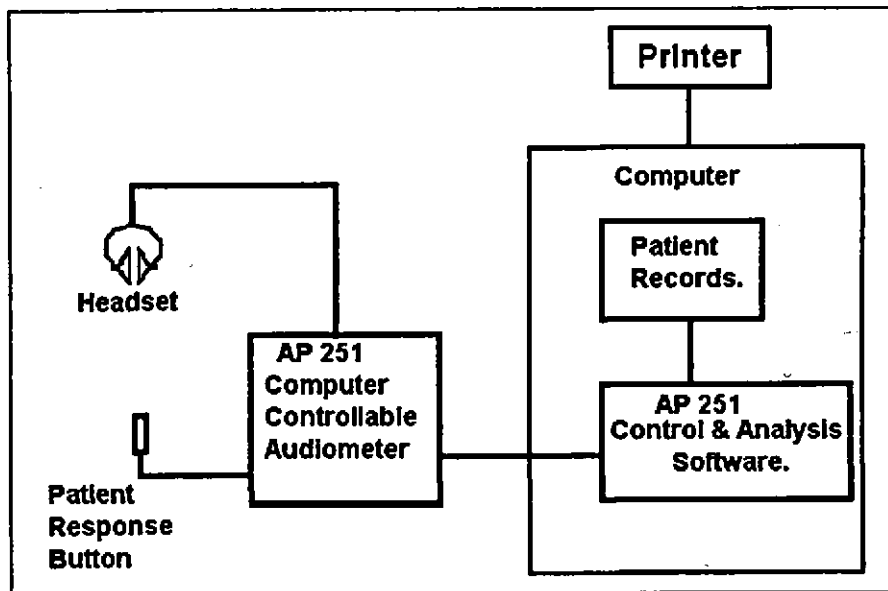 Printer
Computer
Patient
Records.
Headset
AP 251
Computer
Controllable
Audiometer
AP 251
Control & Analysis
Software.
Patient
Response
Button